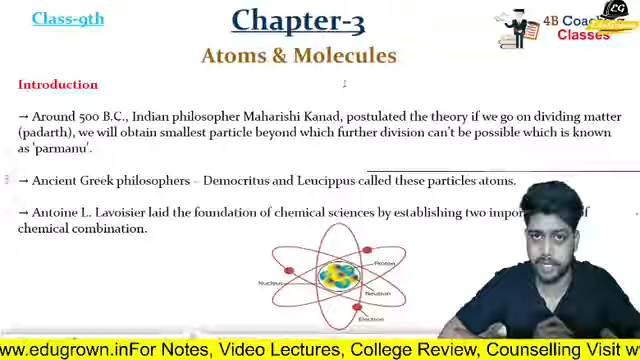 Class-9th
Chapter-3
CG
EduGrown
4B Coaching
Classes
Atoms & Molecules
Introduction
→ Around 500 B.C., Indian philosopher Maharishi Kanad, postulated the theory if we go on dividing matter
(padarth), we will obtain smallest particle beyond which further division can't be possible which is known
as 'parmanu'.
→ Ancient Greek philosophers – Democritus and Leucippus called these particles atoms.
→ Antoine L. Lavoisier laid the foundation of chemical sciences by establishing two of
chemical combination.
Proton
Nucleus
Neutron
Electron
www.edugrown.inFor Notes, Video Lectures, College Review, Counselling Visit w